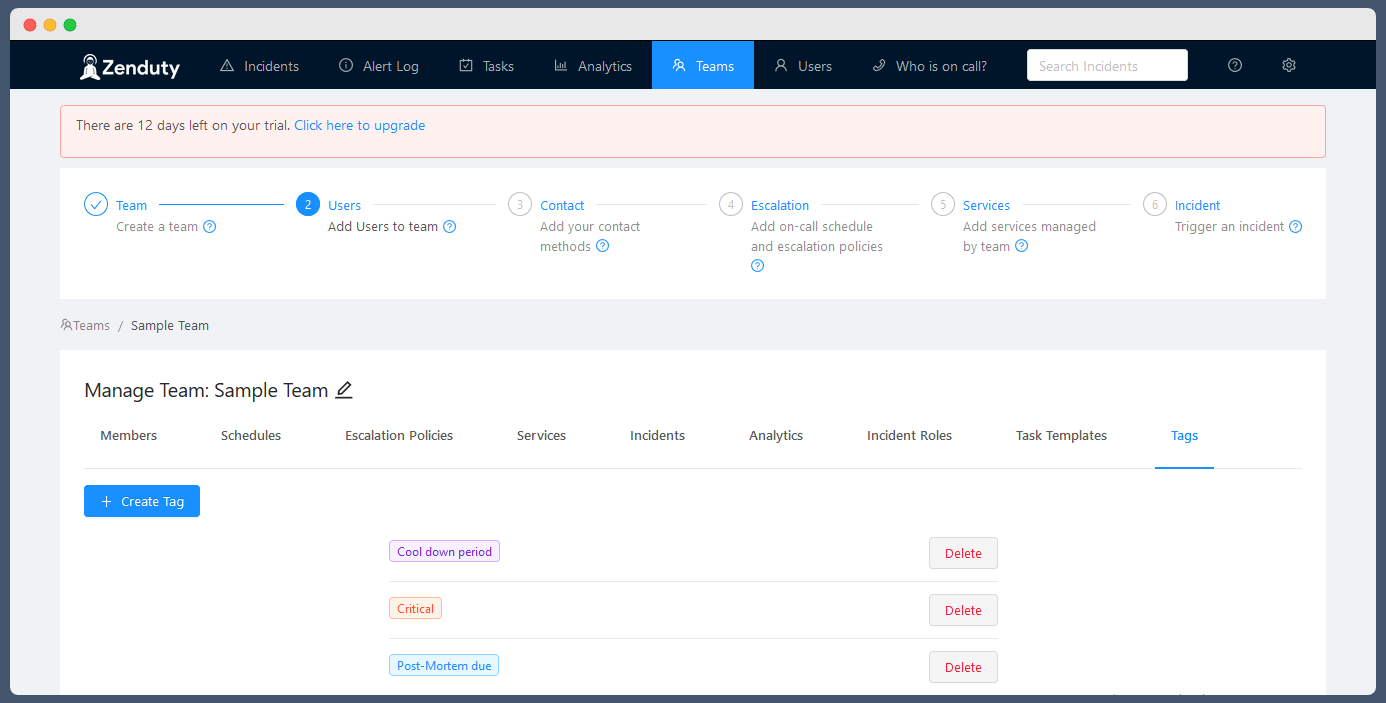 Zenduty Incidents Alert Log Tasks Analytics Teams Users Who is on call? Search Incidents
There are 12 days left on your trial. Click here to upgrade
Team 2 Users 3 Contact 4 Escalation 5 Services 6 Incident
Create a team Add Users to team Add your contact Add on-call schedule Add services managed Trigger an incident
methods and escalation policies by team
Teams / Sample Team
Manage Team: Sample Team
Members Schedules Escalation Policies Services Incidents Analytics Incident Roles Task Templates Tags
+ Create Tag
Cool down period Delete
Critical Delete
Post-Mortem due Delete